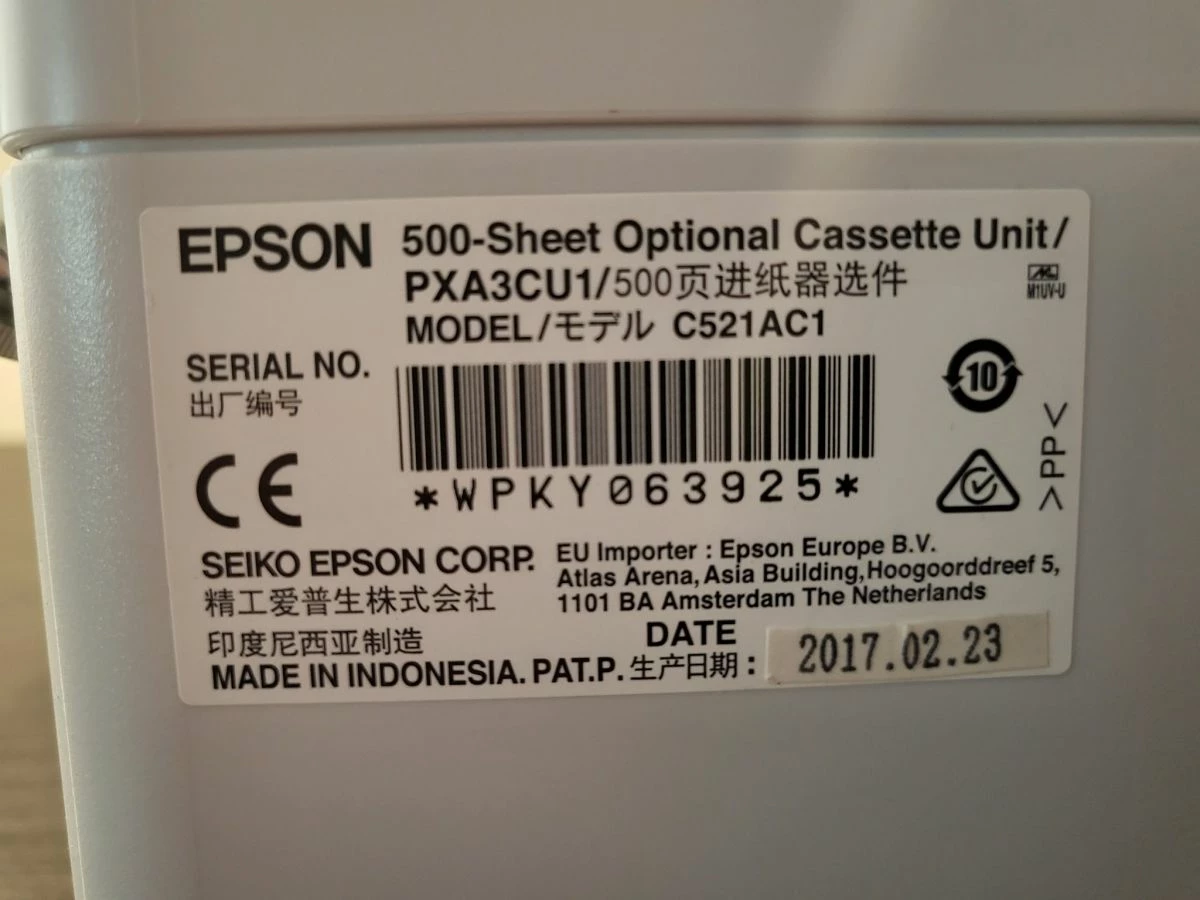 EPSON 500-Sheet Optional Cassette Unit/
PXA3CU1/500页进纸器选件
M1UV-U
MODEL/モデル C521AC1
SERIAL NO.
出厂编号
10
>PP<
CE
*WPKY063925*
SEIKO EPSON CORP.
精工爱普生株式会社
EU Importer : Epson Europe B.V.
Atlas Arena, Asia Building, Hoogoorddreef 5,
1101 BA Amsterdam The Netherlands
印度尼西亚制造
MADE IN INDONESIA. PAT.P.
DATE
生产日期 : 2017.02.23